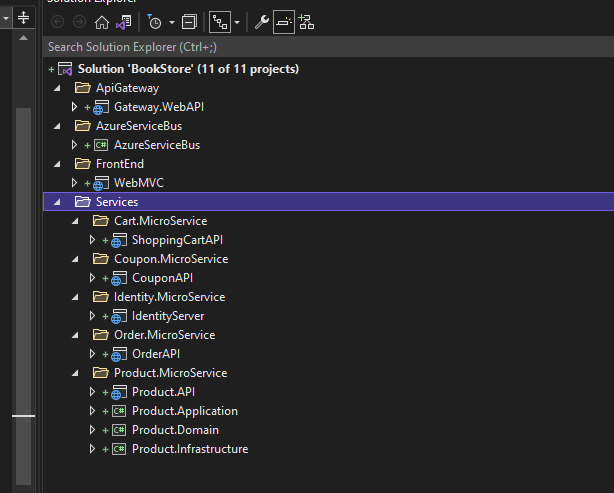 Search Solution Explorer (Ctrl+;)
Solution 'BookStore' (11 of 11 projects)
ApiGateway
Gateway.WebAPI
AzureServiceBus
C# AzureServiceBus
FrontEnd
WebMVC
Services
Cart.MicroService
ShoppingCartAPI
Coupon.MicroService
CouponAPI
Identity.MicroService
IdentityServer
Order.MicroService
OrderAPI
Product.MicroService
Product.API
C# Product.Application
C# Product.Domain
C# Product.Infrastructure